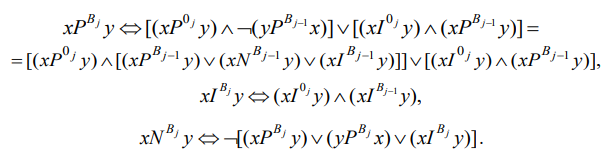 xP^{B_j} y ⇔ [(xP^{0_j} y) ∧ ¬(yP^{B_{j-1}} x)] ∨ [(xI^{0_j} y) ∧ (xP^{B_{j-1}} y)] =
= [(xP^{0_j} y) ∧ [(xP^{B_{j-1}} y) ∨ (xN^{B_{j-1}} y) ∨ (xI^{B_{j-1}} y)]] ∨ [(xI^{0_j} y) ∧ (xP^{B_{j-1}} y)],
xI^{B_j} y ⇔ (xI^{0_j} y) ∧ (xI^{B_{j-1}} y),
xN^{B_j} y ⇔ ¬[(xP^{B_j} y) ∨ (yP^{B_j} x) ∨ (xI^{B_j} y)].